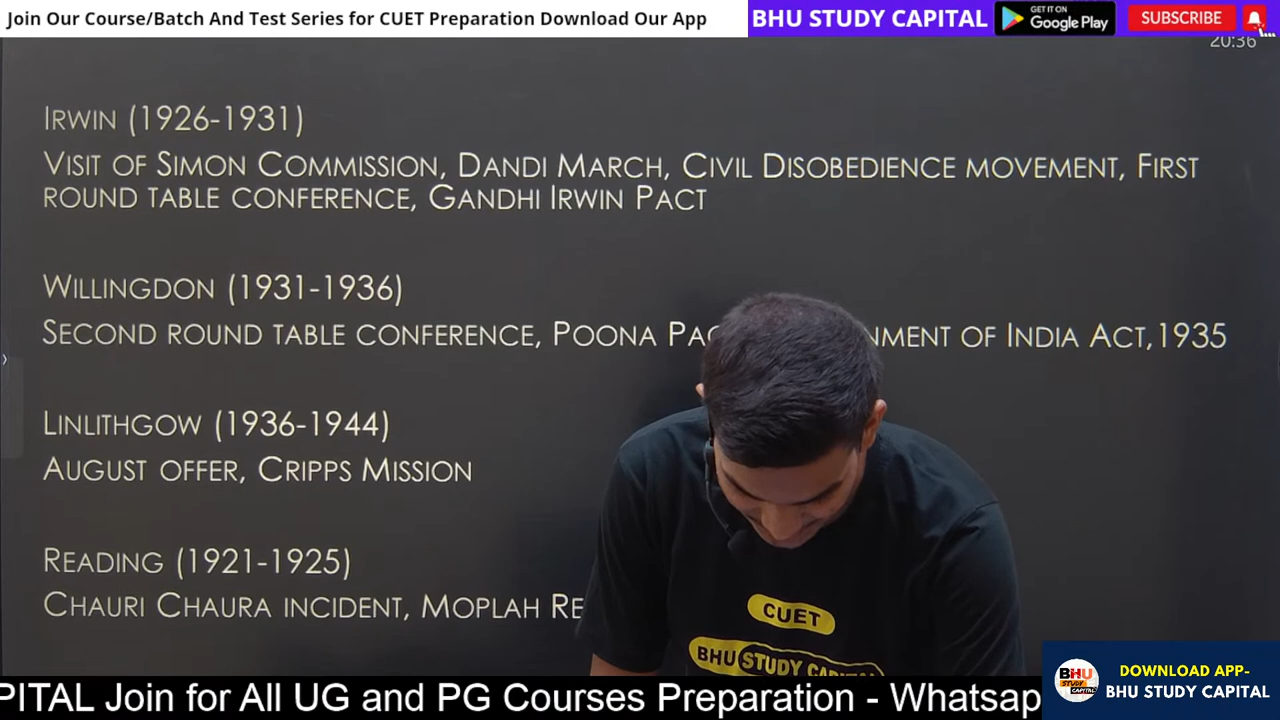 Join Our Course/Batch And Test Series for CUET Preparation Download Our App
BHU STUDY CAPITAL
GET IT ON
Google Play
SUBSCRIBE
20:36
IRWIN (1926-1931)
VISIT OF SIMON COMMISSION, DANDI MARCH, CIVIL DISOBEDIENCE MOVEMENT, FIRST
ROUND TABLE CONFERENCE, GANDHI IRWIN PACT
WILLINGDON (1931-1936)
SECOND ROUND TABLE CONFERENCE, POONA OF INDIA ACT,1935
LINLITHGOW (1936-1944)
AUGUST OFFER, CRIPPS MISSION
READING (1921-1925)
CHAURI CHAURA INCIDENT, MOPLAH
CUET
BHU STUDY CAPITAL
PITAL Join for All UG and PG Courses Preparation - Whatsap
BHU
STUDY
CAPITAL
DOWNLOAD APP-
BHU STUDY CAPITAL